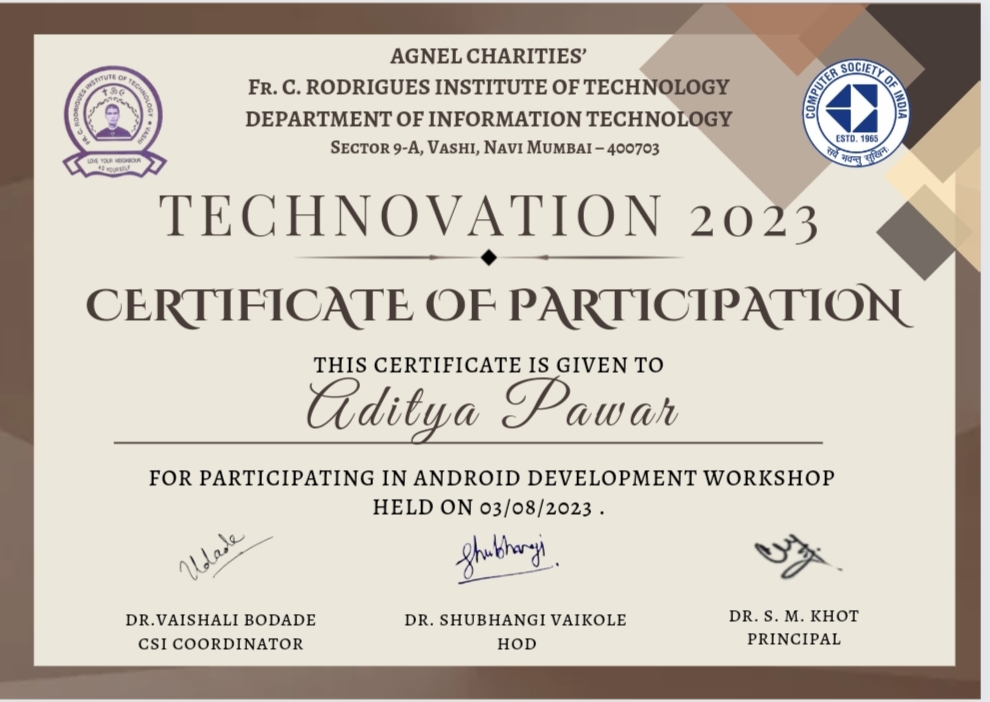 AGNEL CHARITIES'
FR. C. RODRIGUES INSTITUTE OF TECHNOLOGY
DEPARTMENT OF INFORMATION TECHNOLOGY
SECTOR 9-A, VASHI, NAVI MUMBAI – 400703
FR. C. RODRIGUES INSTITUTE OF TECHNOLOGY * VASHI
LOVE YOUR NEIGHBOUR
AS YOURSELF
COMPUTER SOCIETY OF INDIA
ESTD. 1965
सर्वे भवन्तु सुखिनः
TECHNOVATION 2023
CERTIFICATE OF PARTICIPATION
THIS CERTIFICATE IS GIVEN TO
Aditya Pawar
FOR PARTICIPATING IN ANDROID DEVELOPMENT WORKSHOP
HELD ON 03/08/2023 .
Shubhangi
DR.VAISHALI BODADE
CSI COORDINATOR
DR. SHUBHANGI VAIKOLE
HOD
DR. S. M. KHOT
PRINCIPAL